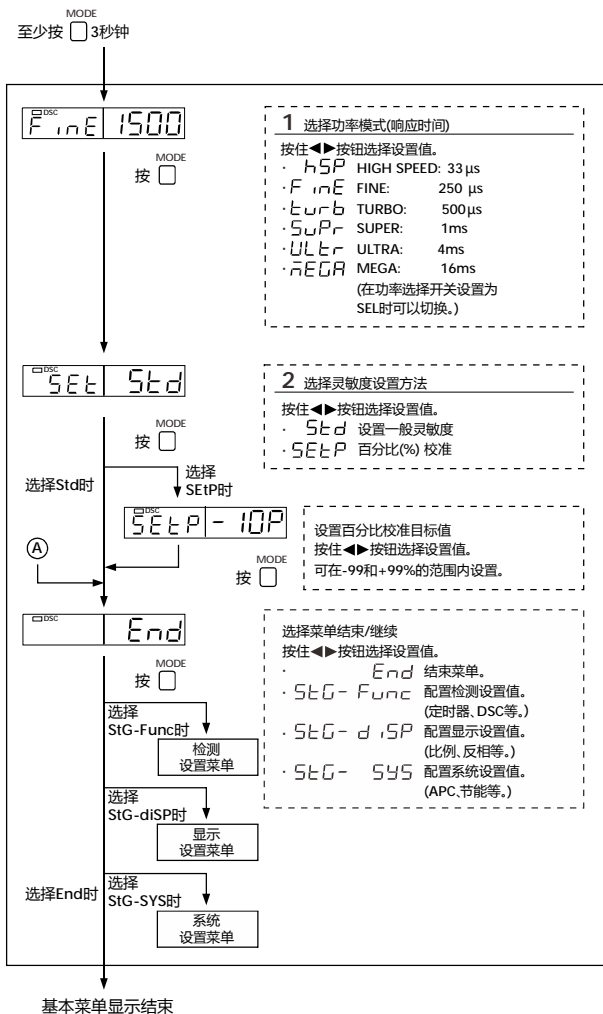 MODE
至少按 3秒钟
DSC
FinE 1500
MODE
按
1 选择功率模式(响应时间)
按住◀▶按钮选择设置值。
· hSP HIGH SPEED: 33μs
· FinE FINE: 250 μs
· turb TURBO: 500μs
· SuPr SUPER: 1ms
· ULtr ULTRA: 4ms
· nEGA MEGA: 16ms
(在功率选择开关设置为
SEL时可以切换。)
DSC
SEt Std
MODE
按
2 选择灵敏度设置方法
按住◀▶按钮选择设置值。
· Std 设置一般灵敏度
· SEtP 百分比(%) 校准
选择Std时
选择
SEtP时
DSC
SEtP -10P
A
MODE
按
设置百分比校准目标值
按住◀▶按钮选择设置值。
可在-99和+99%的范围内设置。
DSC
End
MODE
按
选择菜单结束/继续
按住◀▶按钮选择设置值。
· End 结束菜单。
· StG- Func 配置检测设置值。
(定时器、DSC等。)
· StG- diSP 配置显示设置值。
(比例、反相等。)
· StG- SYS 配置系统设置值。
(APC、节能等。)
选择
StG-Func时
检测
设置菜单
选择
StG-diSP时
显示
设置菜单
选择End时
选择
StG-SYS时
系统
设置菜单
基本菜单显示结束